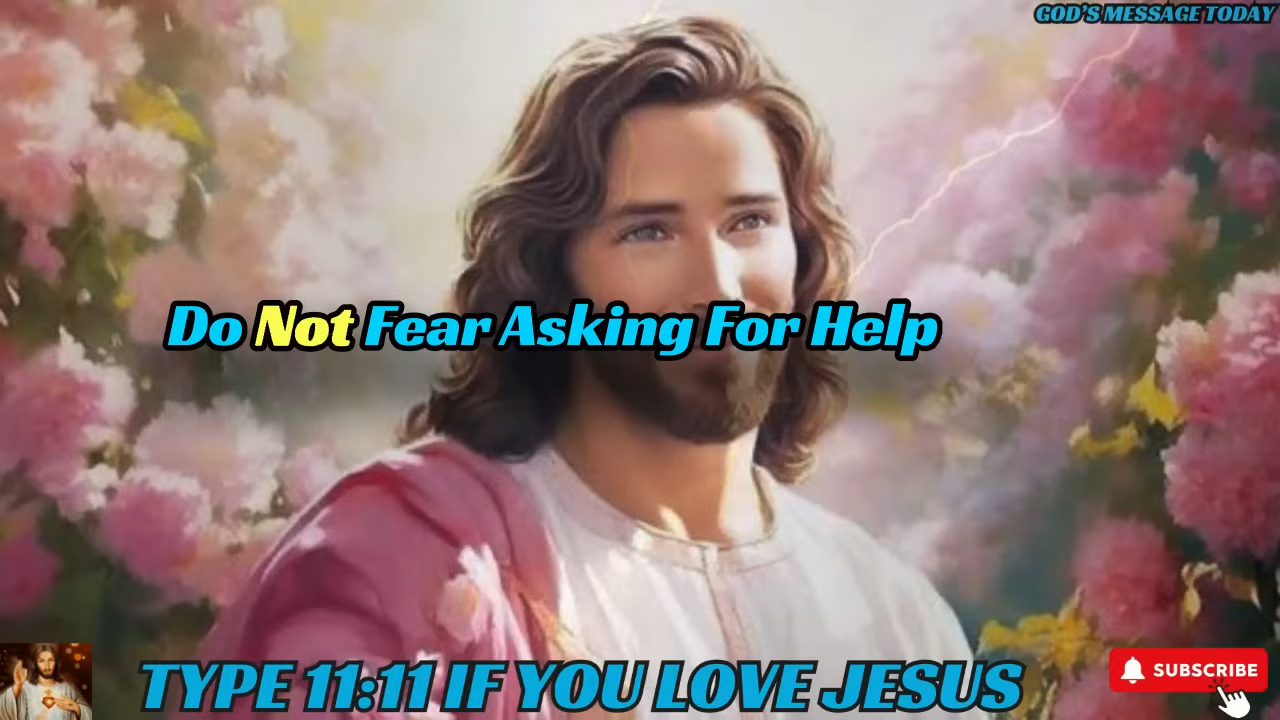 GOD'S MESSAGE TODAY
Do Not Fear Asking For Help
TYPE 11:11 IF YOU LOVE JESUS
SUBSCRIBE